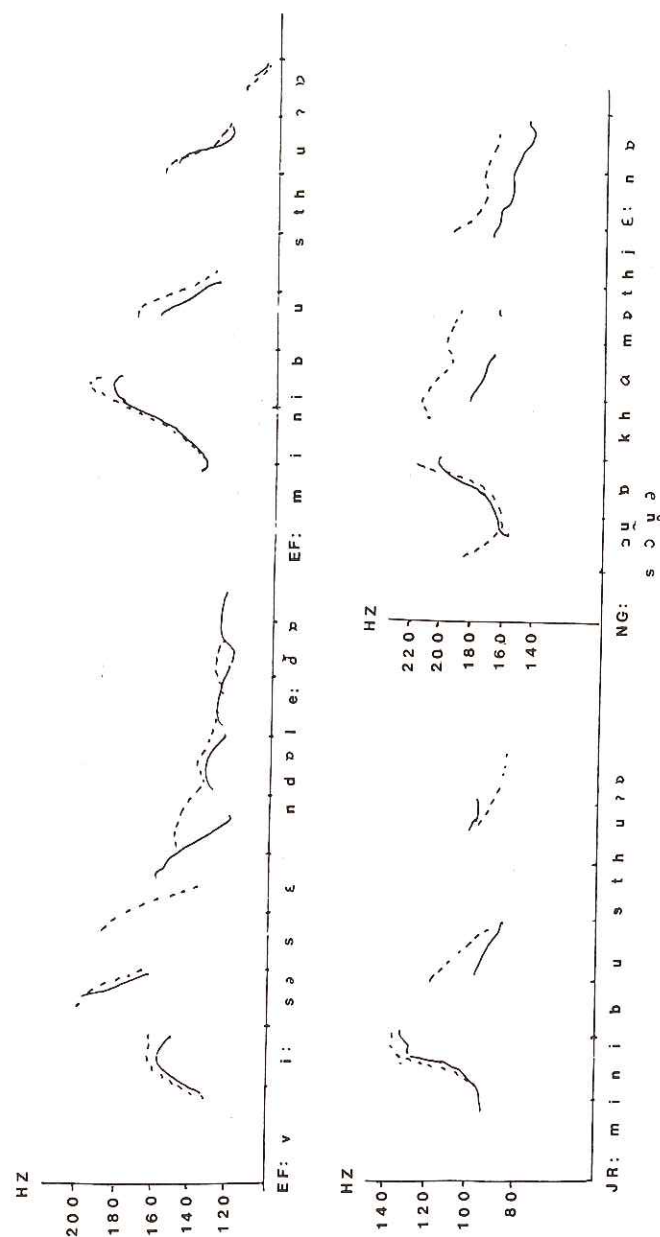 HZ
200
180
160
120
EF: v i: s ə s s ɛ n d ɒ l e: ǰ ɒ
EF: m i n i b u s t h u ? ɒ
HZ
140
120
100
80
JR: m i n i b u s t h u ? ɒ
HZ
220
200
180
160
140
NG:
k h ɑ m ɒ t h j ɛ: n ɒ